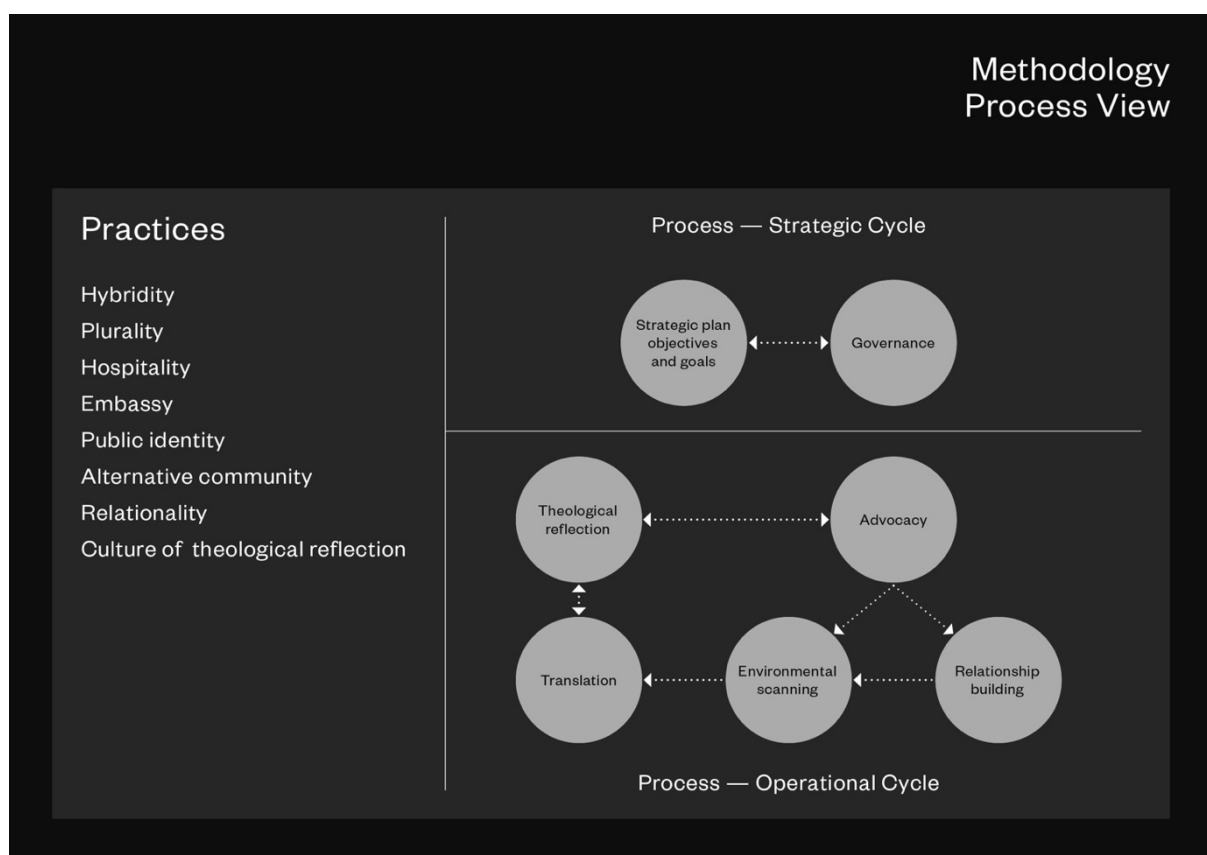 Methodology
Process View
Practices
Hybridity
Plurality
Hospitality
Embassy
Public identity
Alternative community
Relationality
Culture of theological reflection
Process — Strategic Cycle
Strategic plan
objectives
and goals
Governance
Theological
reflection
Advocacy
Translation
Environmental
scanning
Relationship
building
Process — Operational Cycle